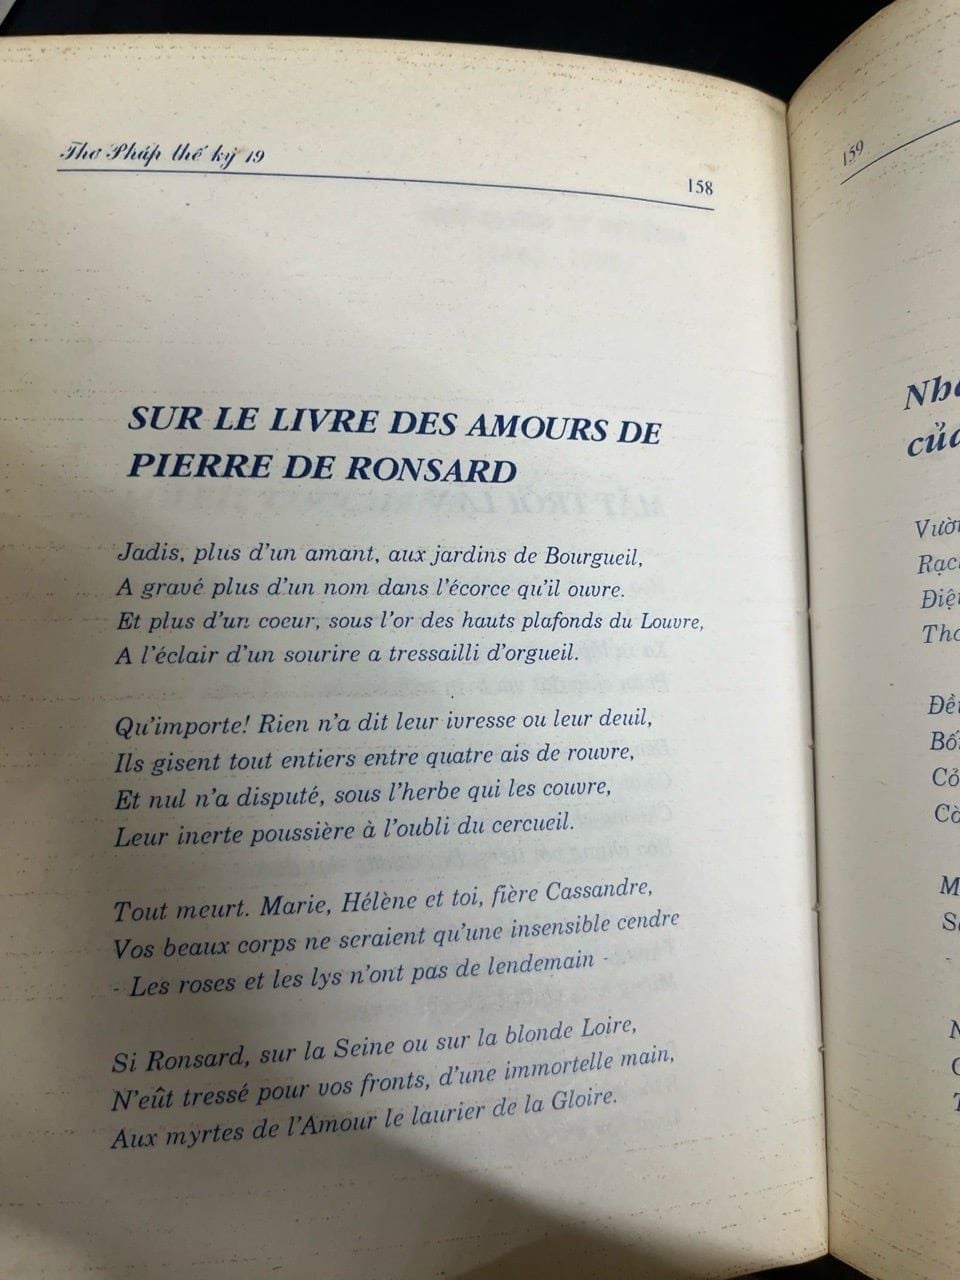 Thơ Pháp thế kỷ 19
158
SUR LE LIVRE DES AMOURS DE
PIERRE DE RONSARD
Jadis, plus d'un amant, aux jardins de Bourgueil,
A gravé plus d'un nom dans l'écorce qu'il ouvre.
Et plus d'un coeur, sous l'or des hauts plafonds du Louvre,
A l'éclair d'un sourire a tressailli d'orgueil.
Qu'importe! Rien n'a dit leur ivresse ou leur deuil,
Ils gisent tout entiers entre quatre ais de rouvre,
Et nul n'a disputé, sous l'herbe qui les couvre,
Leur inerte poussière à l'oubli du cercueil.
Tout meurt. Marie, Hélène et toi, fière Cassandre,
Vos beaux corps ne seraient qu'une insensible cendre
- Les roses et les lys n'ont pas de lendemain -
Si Ronsard, sur la Seine ou sur la blonde Loire,
N'eût tressé pour vos fronts, d'une immortelle main,
Aux myrtes de l'Amour le laurier de la Gloire.
159
của
Rạc
Điệ
Tho
Bối
Cỏ
Cò